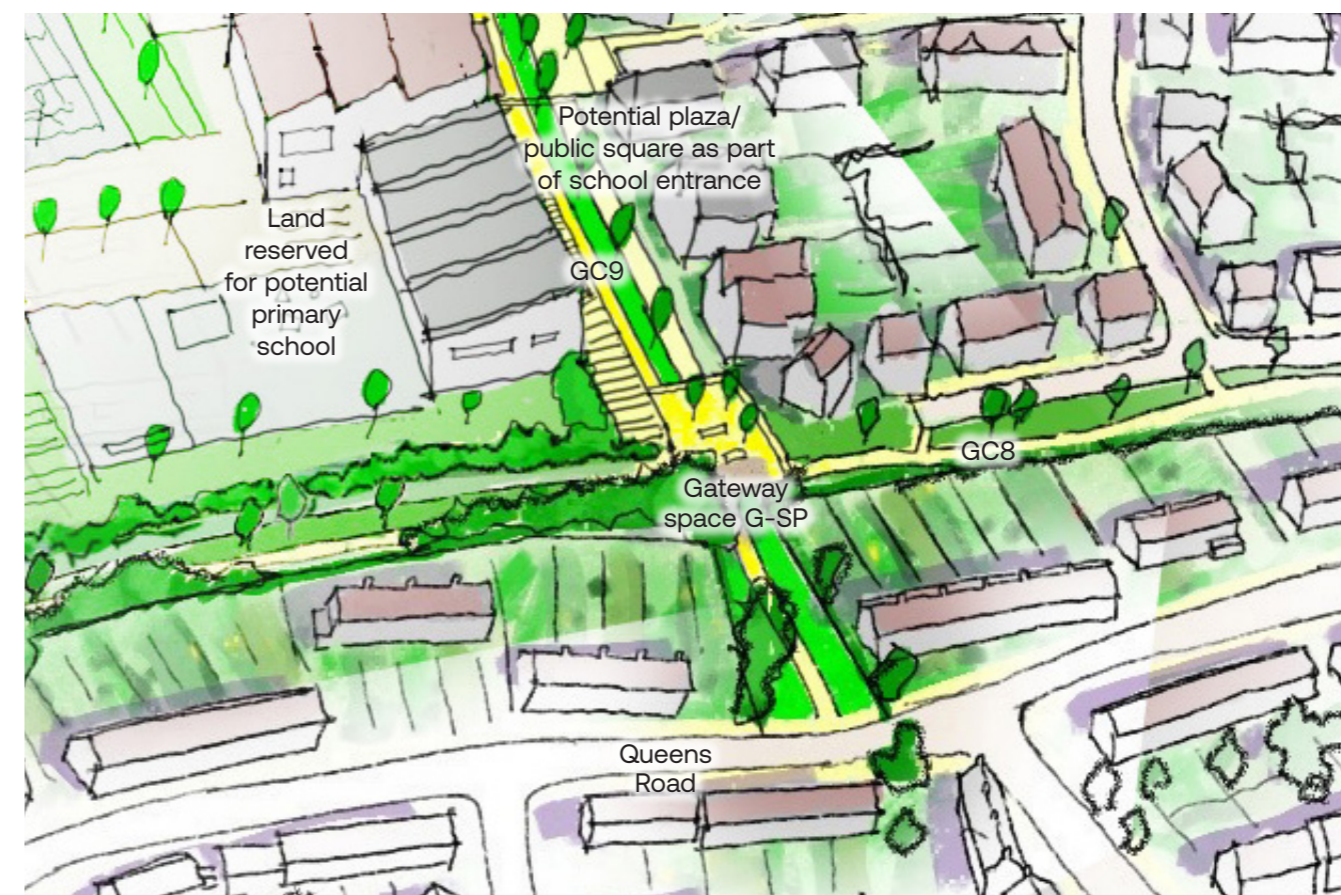 Potential plaza/
public square as part
of school entrance
Land
reserved
for potential
primary
school
GC9
GC8
Gateway
space G-SP
Queens
Road